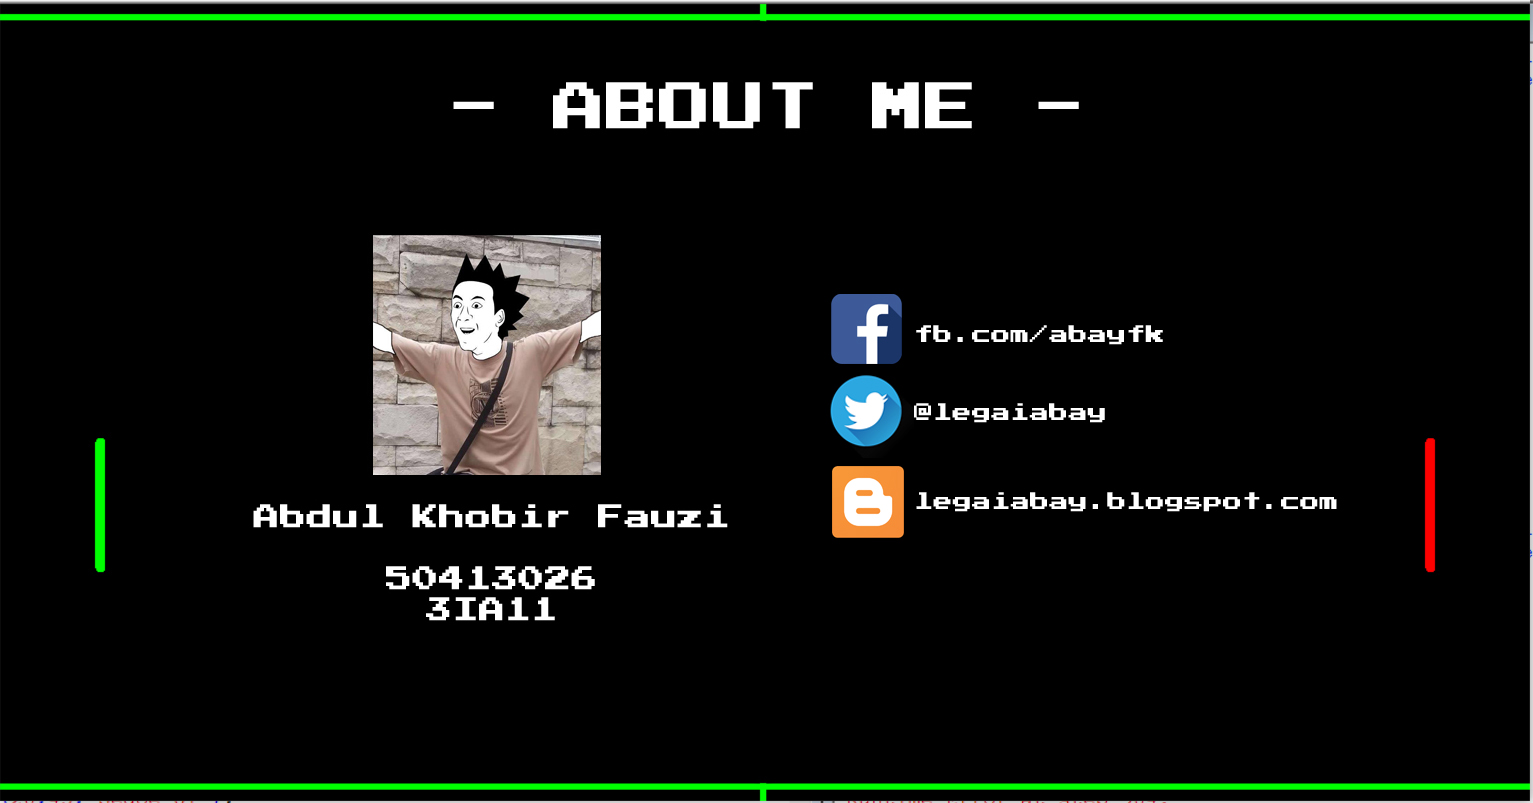 - ABOUT ME -
Abdul Khobir Fauzi
50413026
3IA11
fb.com/abayfk
@legaiabay
legaiabay.blogspot.com